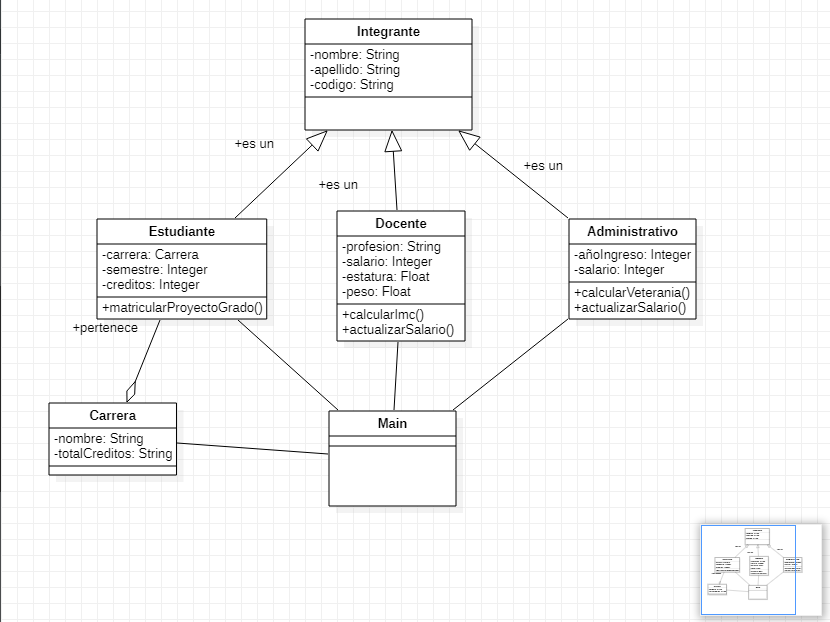 Integrante
-nombre: String
-apellido: String
-codigo: String
+es un
+es un
+es un
Estudiante
-carrera: Carrera
-semestre: Integer
-creditos: Integer
+matricularProyectoGrado()
Docente
-profesion: String
-salario: Integer
-estatura: Float
-peso: Float
+calcularImc()
+actualizarSalario()
Administrativo
-añoIngreso: Integer
-salario: Integer
+calcularVeterania()
+actualizarSalario()
+pertenece
Carrera
-nombre: String
-totalCreditos: String
Main